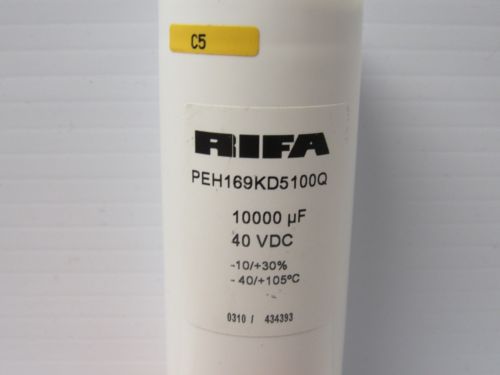 C5
RIFA
PEH169KD5100Q
10000 µF
40 VDC
-10/+30%
- 40/+105ºC
0310 / 434393